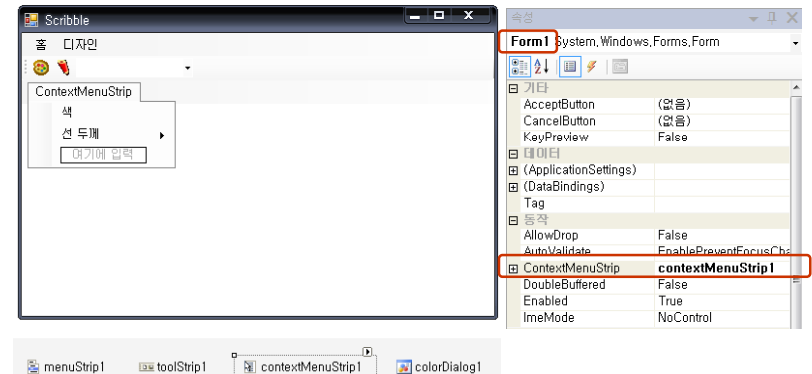 Scribble
홈 디자인
ContextMenuStrip
색
선 두께
여기에 입력
menuStrip1 toolStrip1 contextMenuStrip1 colorDialog1
속성
Form1 System.Windows.Forms.Form
기타
AcceptButton (없음)
CancelButton (없음)
KeyPreview False
데이터
(ApplicationSettings)
(DataBindings)
Tag
동작
AllowDrop False
AutoValidate EnablePreventFocusCha
ContextMenuStrip contextMenuStrip1
DoubleBuffered False
Enabled True
ImeMode NoControl